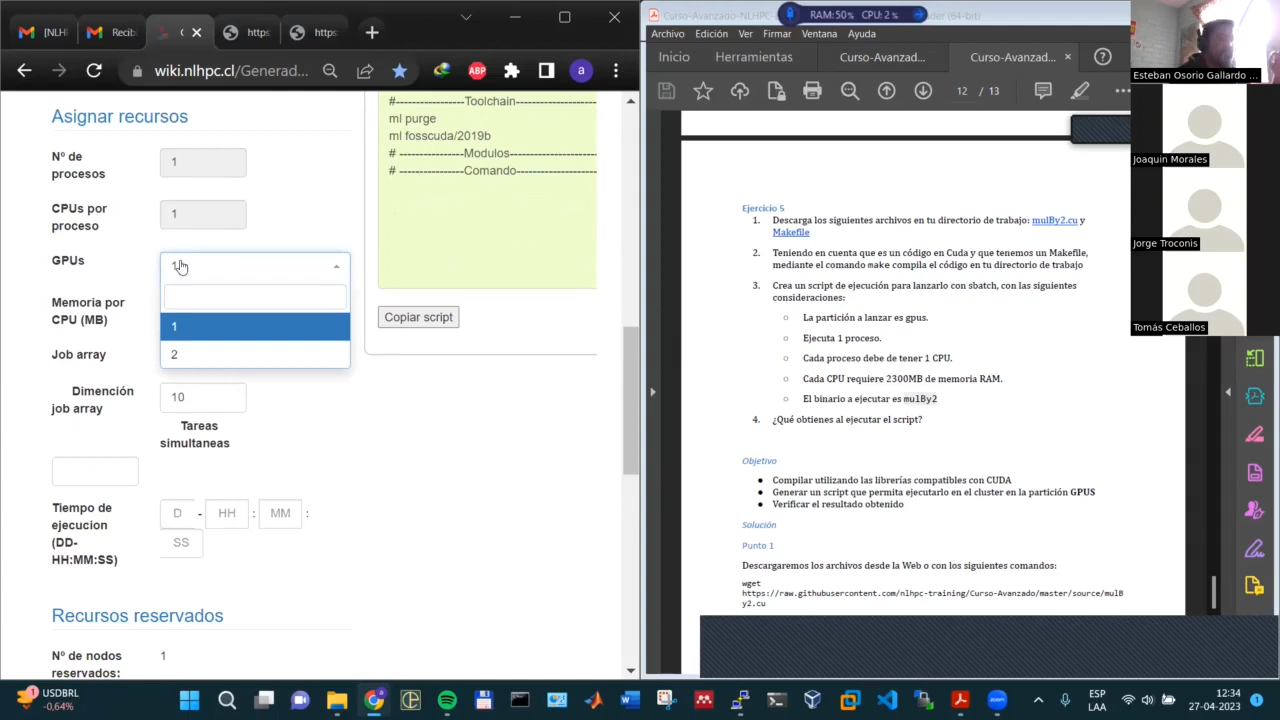 (NLH
Recib
https
https
wiki.nlhpc.cl/Generad...
ABP
a
Asignar recursos
Nº de
procesos
1
CPUs por
proceso
1
GPUs
1
1
2
Memoria por
CPU (MB)
Job array
Dimención
job array
10
Tareas
simultaneas
Tiempo de
ejecucion
(DD-
HH:MM:SS)
D - HH : MM :
SS
Recursos reservados
Nº de nodos
reservados:
1
#-----------------Toolchain-----------------
ml purge
ml fosscuda/2019b
# ----------------Modulos-----------------
# ----------------Comando-----------------
Copiar script
Curso-Avanzado-NLHPC
RAM:50% CPU:2%
der (64-bit)
Archivo Edición Ver Firmar Ventana Ayuda
Inicio Herramientas Curso-Avanzad... Curso-Avanzad... ×
12 / 13
Ejercicio 5
1. Descarga los siguientes archivos en tu directorio de trabajo: mulBy2.cu y
Makefile
2. Teniendo en cuenta que es un código en Cuda y que tenemos un Makefile,
mediante el comando make compila el código en tu directorio de trabajo
3. Crea un script de ejecución para lanzarlo con sbatch, con las siguientes
consideraciones:
○ La partición a lanzar es gpus.
○ Ejecuta 1 proceso.
○ Cada proceso debe de tener 1 CPU.
○ Cada CPU requiere 2300MB de memoria RAM.
○ El binario a ejecutar es mulBy2
4. ¿Qué obtienes al ejecutar el script?
Objetivo
● Compilar utilizando las librerías compatibles con CUDA
● Generar un script que permita ejecutarlo en el cluster en la partición GPUS
● Verificar el resultado obtenido
Solución
Punto 1
Descargaremos los archivos desde la Web o con los siguientes comandos:
wget
https://raw.githubusercontent.com/nlhpc-training/Curso-Avanzado/master/source/mulB
y2.cu
Esteban Osorio Gallardo ...
Joaquin Morales
Jorge Troconis
Tomás Ceballos
1
USDBRL
-0,64%
ESP
LAA
12:34
27-04-2023
1